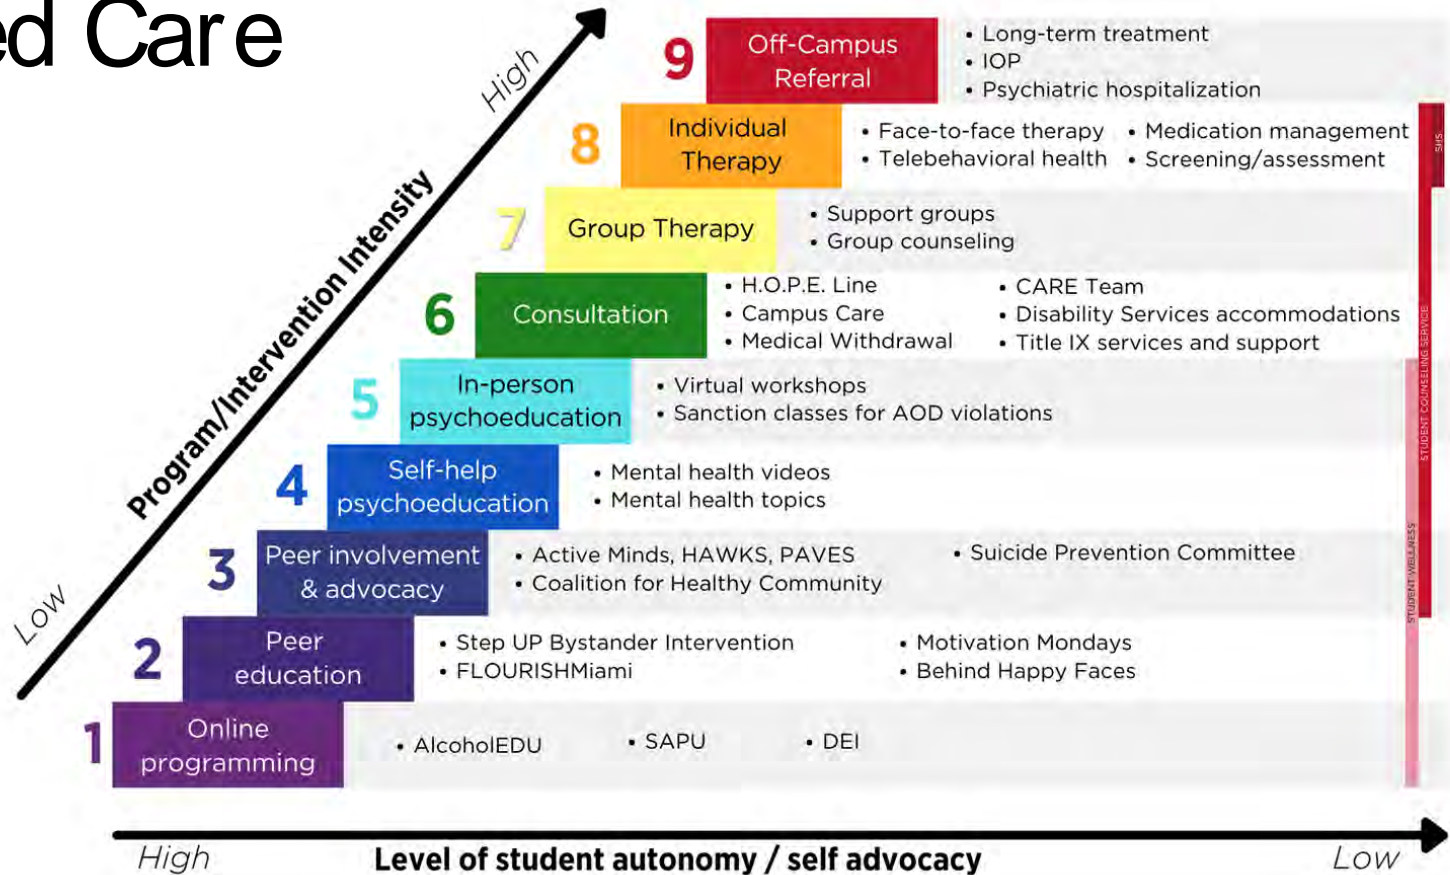 ed Care
9
Off-Campus
Referral
• Long-term treatment
• IOP
• Psychiatric hospitalization
8
Individual
Therapy
• Face-to-face therapy • Medication management
• Telebehavioral health • Screening/assessment
SHS
7
Group Therapy
• Support groups
• Group counseling
6
Consultation
• H.O.P.E. Line
• Campus Care
• Medical Withdrawal
• CARE Team
• Disability Services accommodations
• Title IX services and support
5
In-person
psychoeducation
• Virtual workshops
• Sanction classes for AOD violations
4
Self-help
psychoeducation
• Mental health videos
• Mental health topics
3
Peer involvement
& advocacy
• Active Minds, HAWKS, PAVES
• Coalition for Healthy Community
• Suicide Prevention Committee
2
Peer
education
• Step UP Bystander Intervention
• FLOURISHMiami
• Motivation Mondays
• Behind Happy Faces
1
Online
programming
• AlcoholEDU • SAPU • DEI
STUDENT COUNSELING SERVICE
STUDENT WELLNESS
High
Program/Intervention Intensity
Low
High Level of student autonomy / self advocacy Low